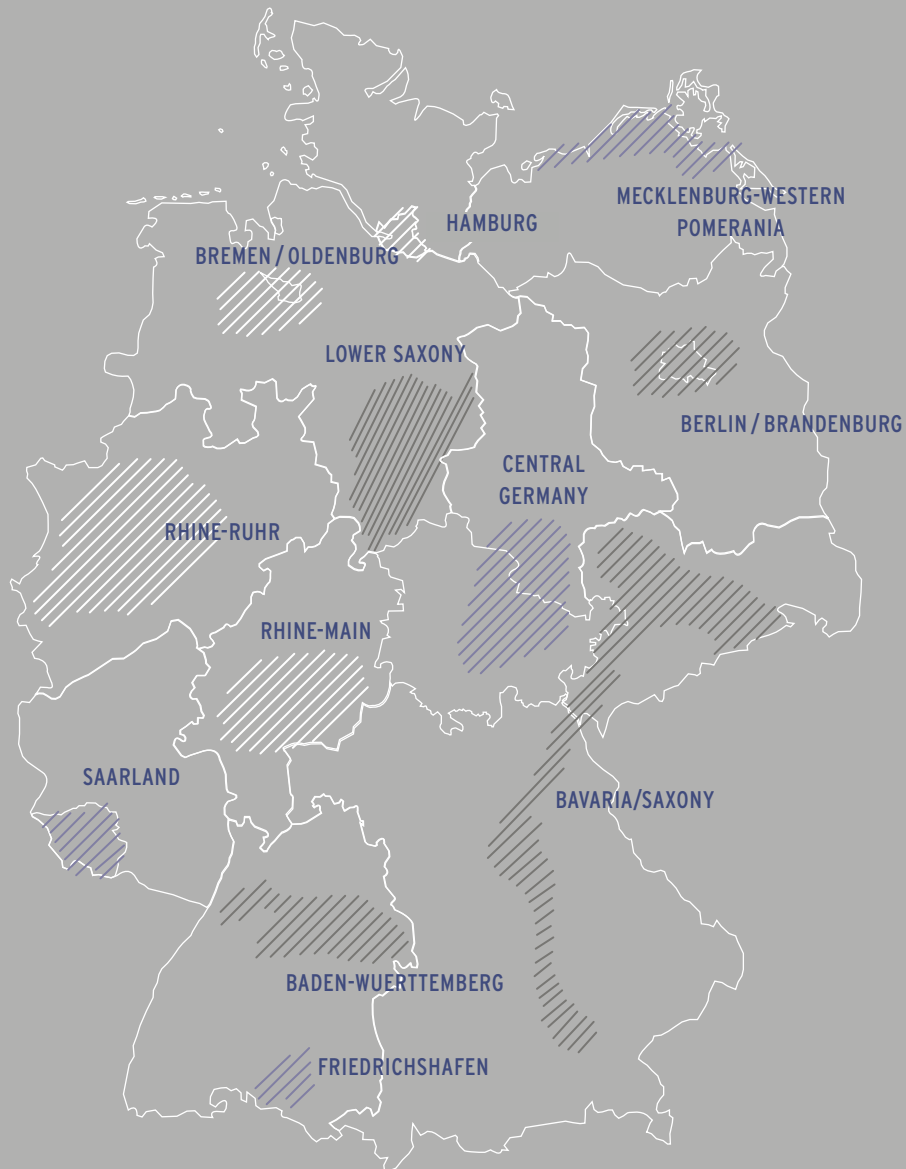 MECKLENBURG-WESTERN
POMERANIA
HAMBURG
BREMEN / OLDENBURG
LOWER SAXONY
BERLIN / BRANDENBURG
CENTRAL
GERMANY
RHINE-RUHR
RHINE-MAIN
SAARLAND
BAVARIA/SAXONY
BADEN-WUERTTEMBERG
FRIEDRICHSHAFEN